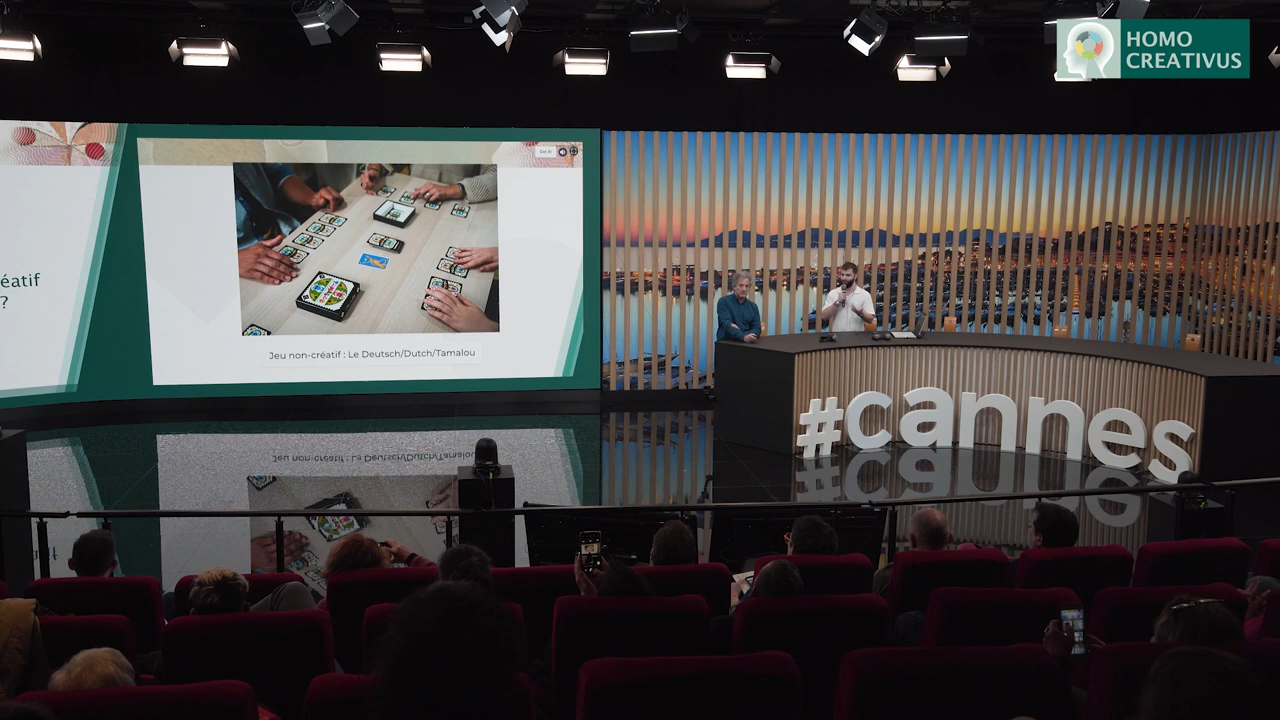 HOMO
CREATIVUS
éatif
?
Jeu non-créatif : Le Deutsch/Dutch/Tamalou
#cannes